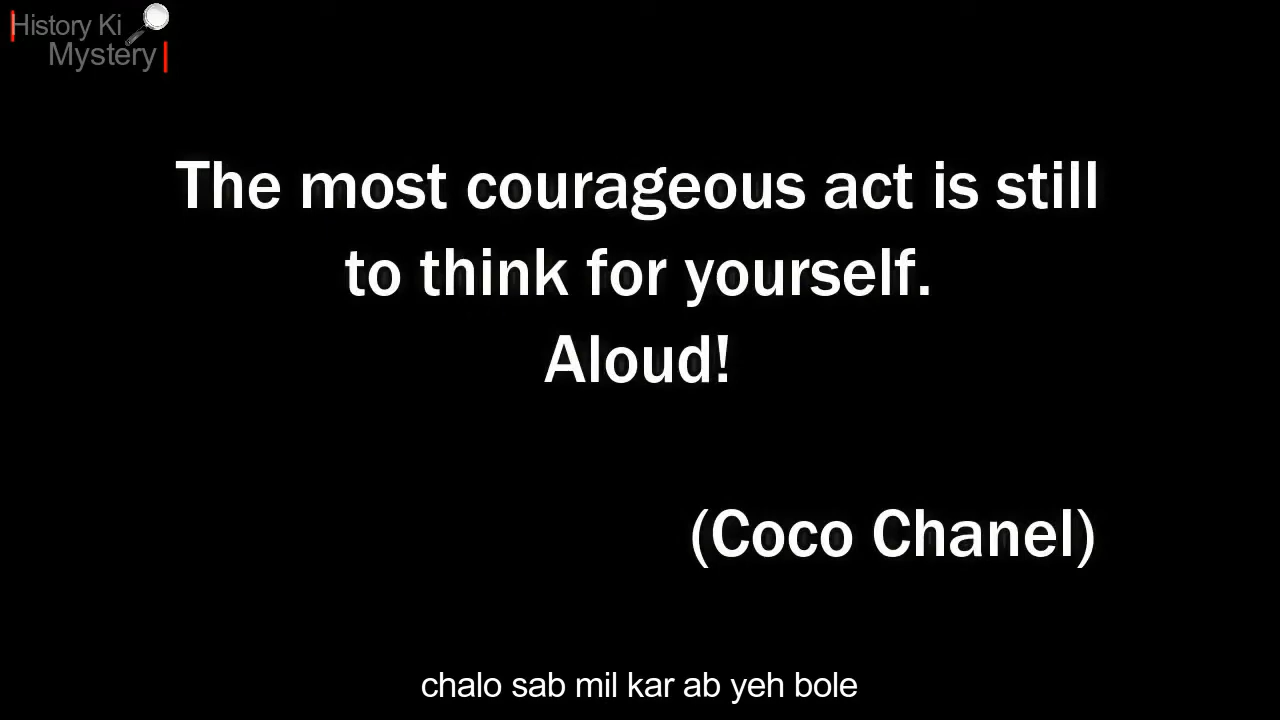 History Ki
Mystery
The most courageous act is still
to think for yourself.
Aloud!
(Coco Chanel)
chalo sab mil kar ab yeh bole